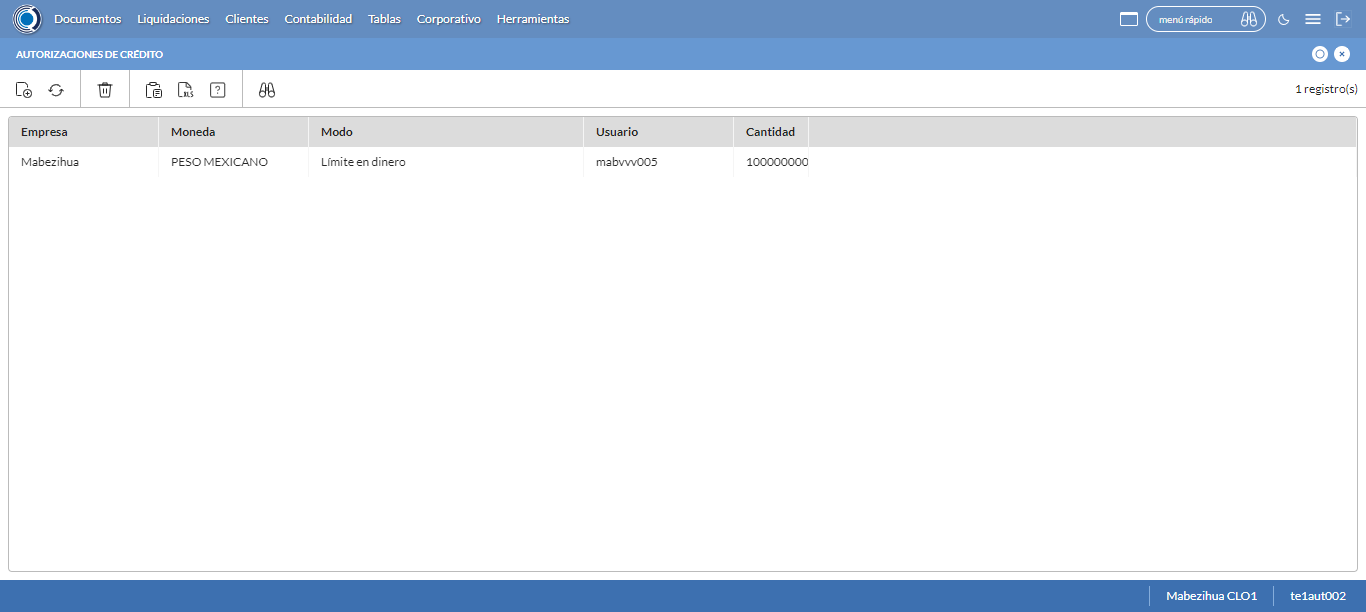 Documentos Liquidaciones Clientes Contabilidad Tablas Corporativo Herramientas menú rápido
AUTORIZACIONES DE CRÉDITO
XLS ? 1 registro(s)
Empresa Moneda Modo Usuario Cantidad
Mabezihua PESO MEXICANO Límite en dinero mabvvv005 100000000
Mabezihua CLO1 te1aut002